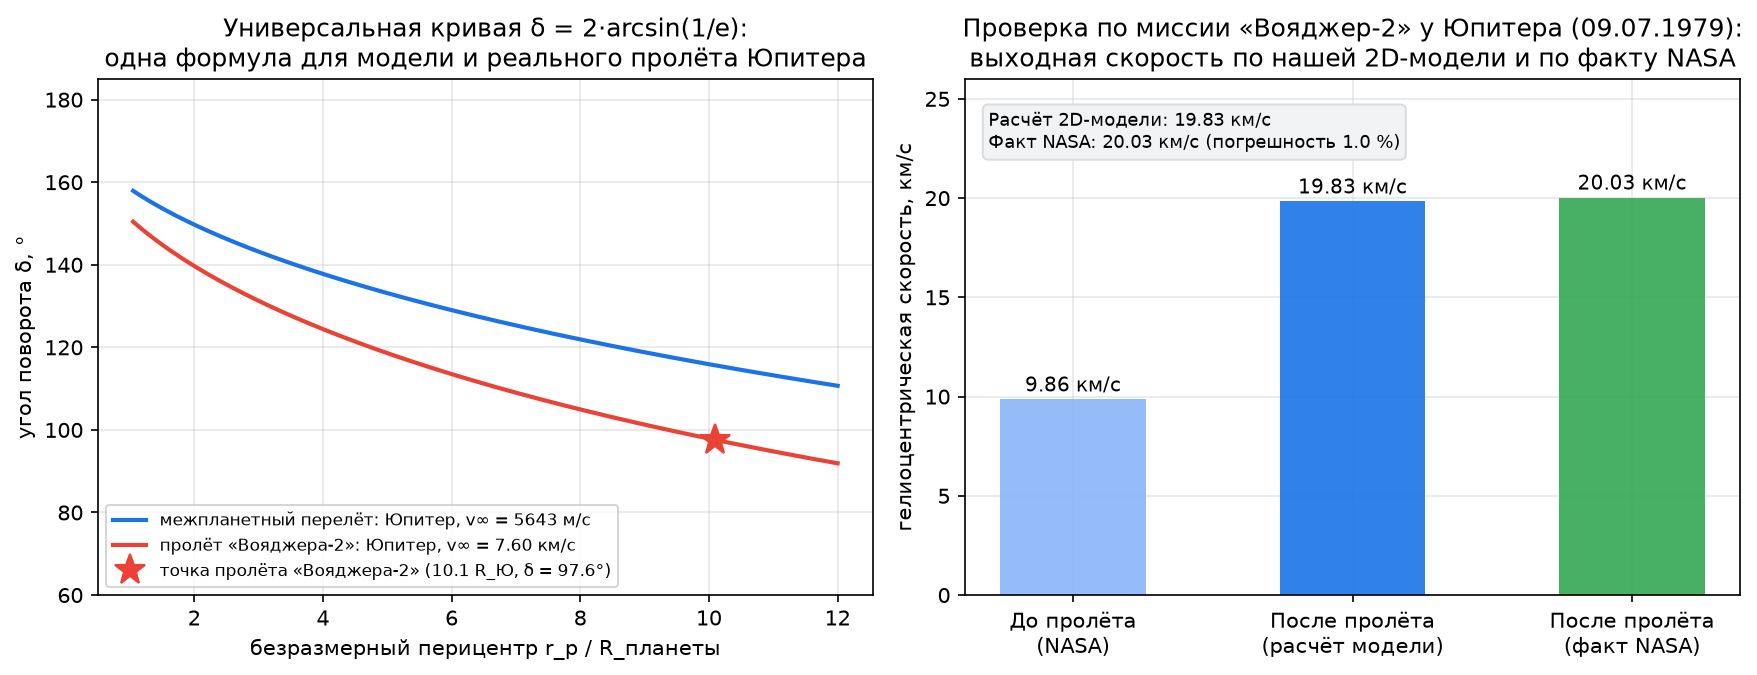 Универсальная кривая δ = 2·arcsin(1/e):
одна формула для модели и реального пролёта Юпитера
180
160
140
120
100
80
60
угол поворота δ, °
межпланетный перелёт: Юпитер, v∞ = 5643 м/с
пролёт «Вояджера-2»: Юпитер, v∞ = 7.60 км/с
точка пролёта «Вояджера-2» (10.1 R_Ю, δ = 97.6°)
2 4 6 8 10 12
безразмерный перицентр r_p / R_планеты
Проверка по миссии «Вояджер-2» у Юпитера (09.07.1979):
выходная скорость по нашей 2D-модели и по факту NASA
25
20
15
10
5
0
гелиоцентрическая скорость, км/с
Расчёт 2D-модели: 19.83 км/с
Факт NASA: 20.03 км/с (погрешность 1.0 %)
9.86 км/с
19.83 км/с
20.03 км/с
До пролёта
(NASA)
После пролёта
(расчёт модели)
После пролёта
(факт NASA)